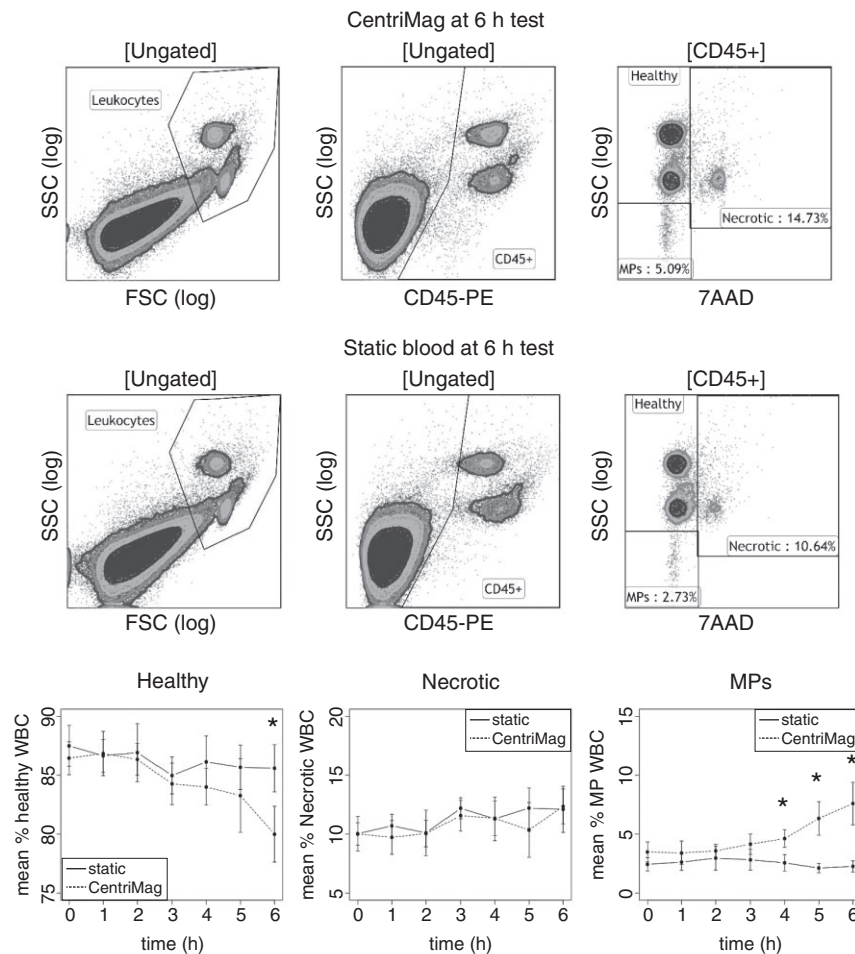 CentriMag at 6 h test
[Ungated] [Ungated] [CD45+]
Leukocytes
Healthy
SSC (log) SSC (log) SSC (log)
CD45+
Necrotic : 14.73%
MPs : 5.09%
FSC (log) CD45-PE 7AAD
Static blood at 6 h test
[Ungated] [Ungated] [CD45+]
Leukocytes
Healthy
SSC (log) SSC (log) SSC (log)
CD45+
Necrotic : 10.64%
MPs : 2.73%
FSC (log) CD45-PE 7AAD
Healthy
mean % healthy WBC
90
85
80
75
*
static
CentriMag
0 1 2 3 4 5 6
time (h)
Necrotic
mean % Necrotic WBC
20
15
10
5
static
CentriMag
0 1 2 3 4 5 6
time (h)
MPs
mean % MP WBC
15
10
5
0
static
CentriMag
* * *
0 1 2 3 4 5 6
time (h)